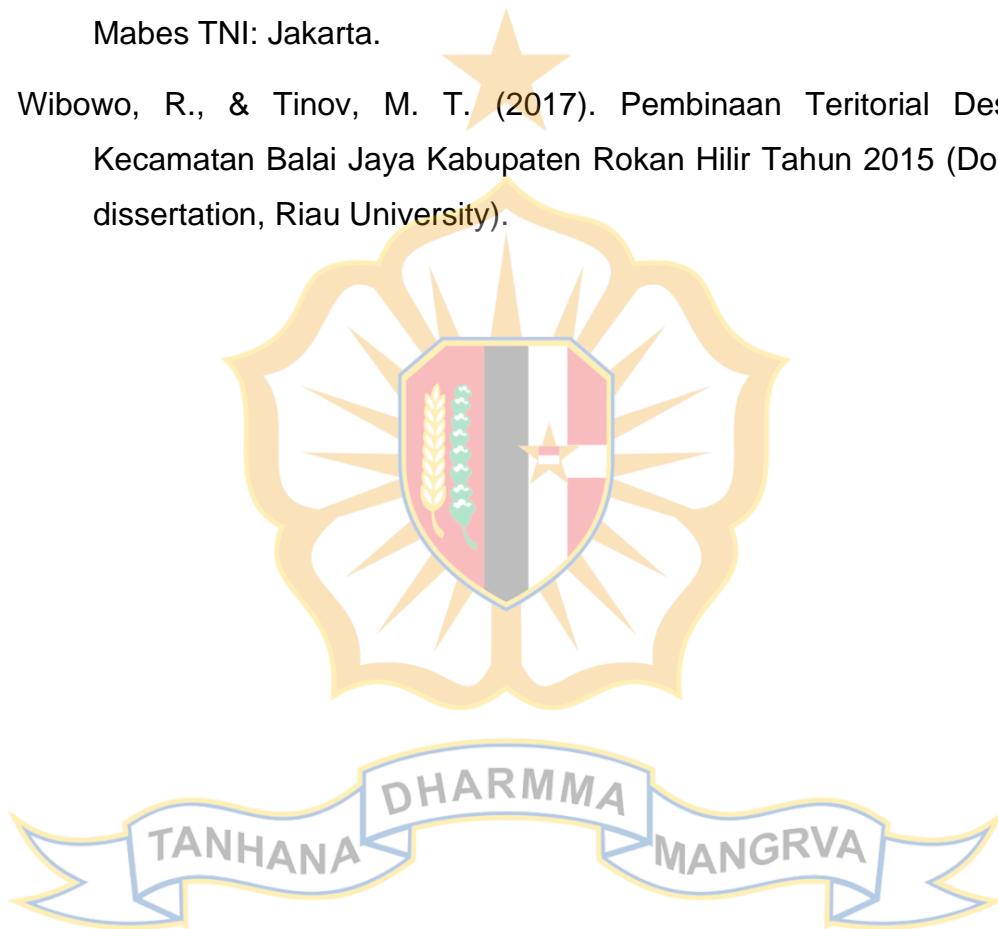 Mabes TNI: Jakarta.
Wibowo, R., & Tinov, M. T. (2017). Pembinaan Teritorial Des
Kecamatan Balai Jaya Kabupaten Rokan Hilir Tahun 2015 (Do
dissertation, Riau University).
TANHANA DHARMMA MANGRVA